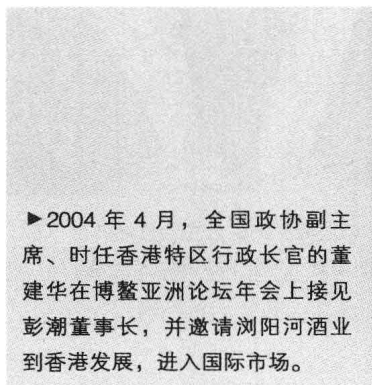 ▶2004 年 4 月，全国政协副主
席、时任香港特区行政长官的董
建华在博鳌亚洲论坛年会上接见
彭潮董事长，并邀请浏阳河酒业
到香港发展，进入国际市场。